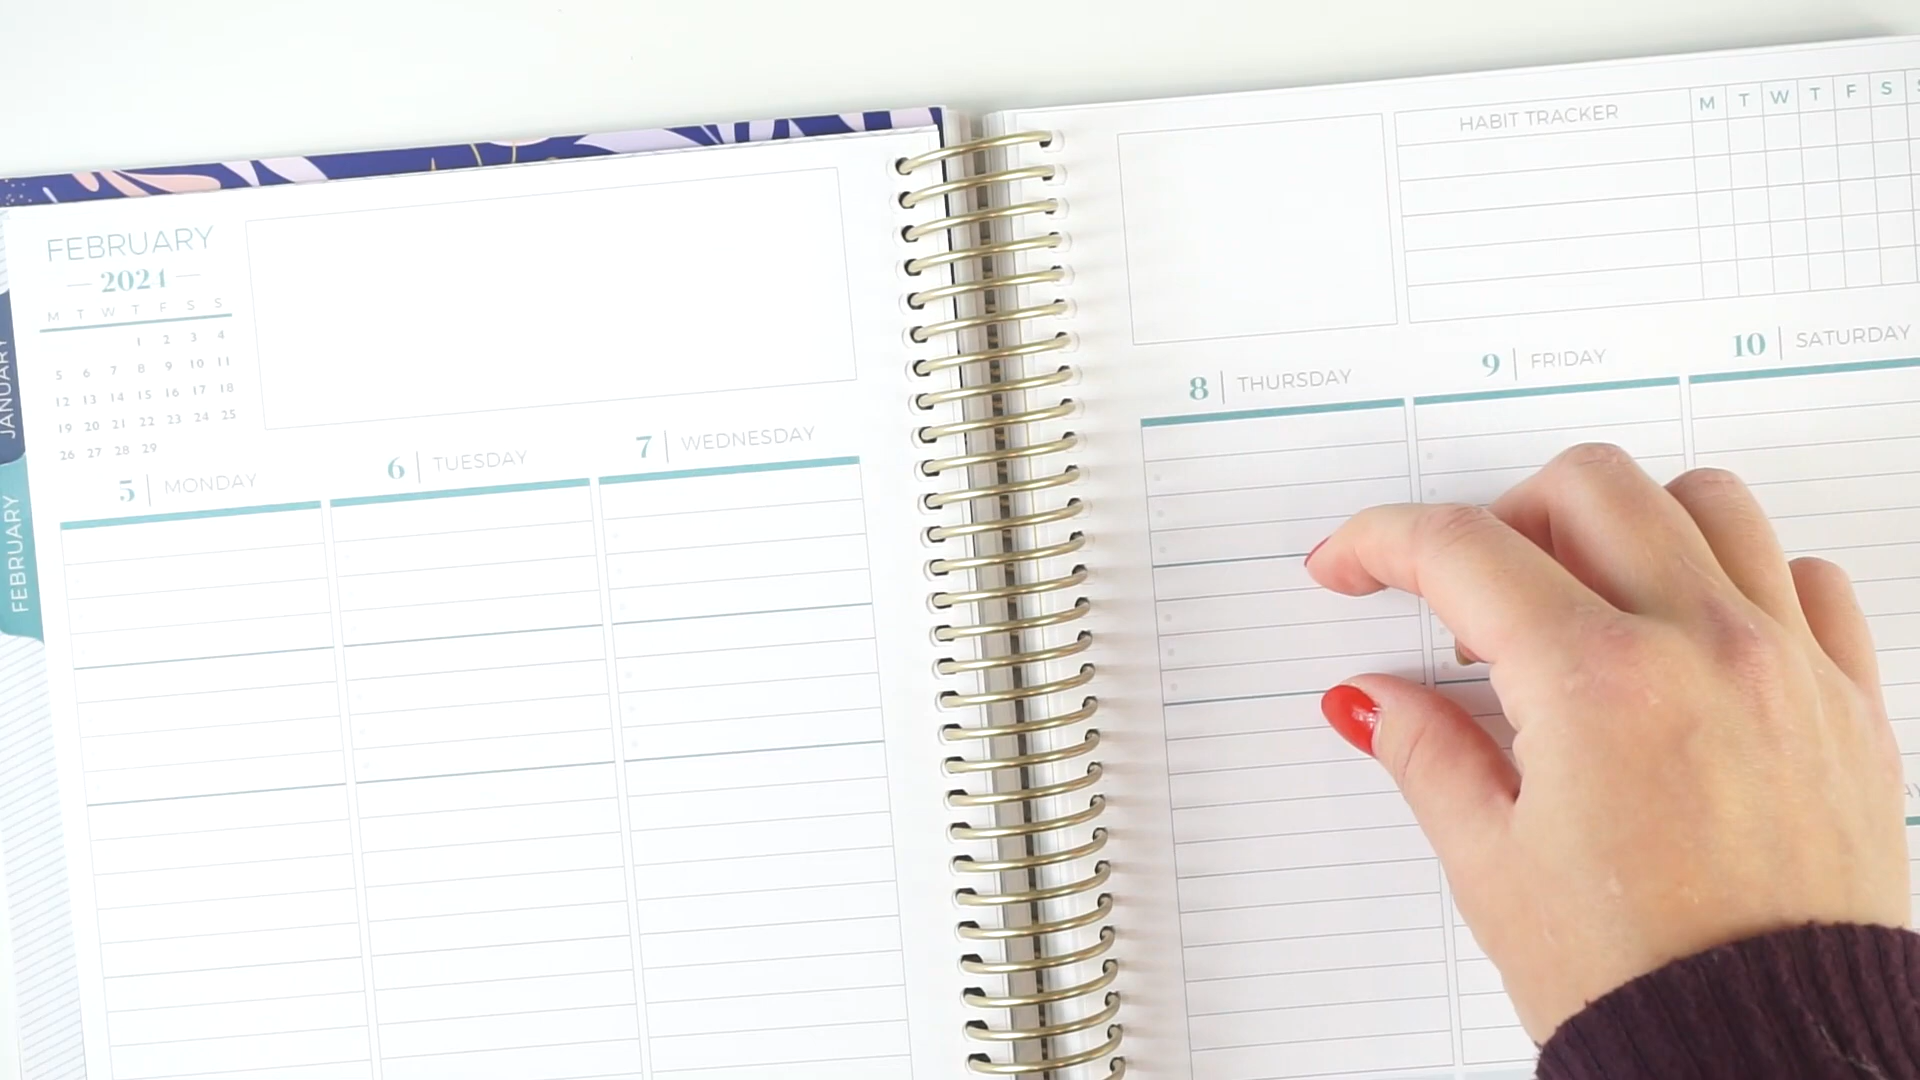 FEBRUARY
2024
M T W T F S S
1 2 3 4
5 6 7 8 9 10 11
12 13 14 15 16 17 18
19 20 21 22 23 24 25
26 27 28 29
5 MONDAY
6 TUESDAY
7 WEDNESDAY
JANUARY
FEBRUARY
HABIT TRACKER
M T W T F S
8 THURSDAY
9 FRIDAY
10 SATURDAY